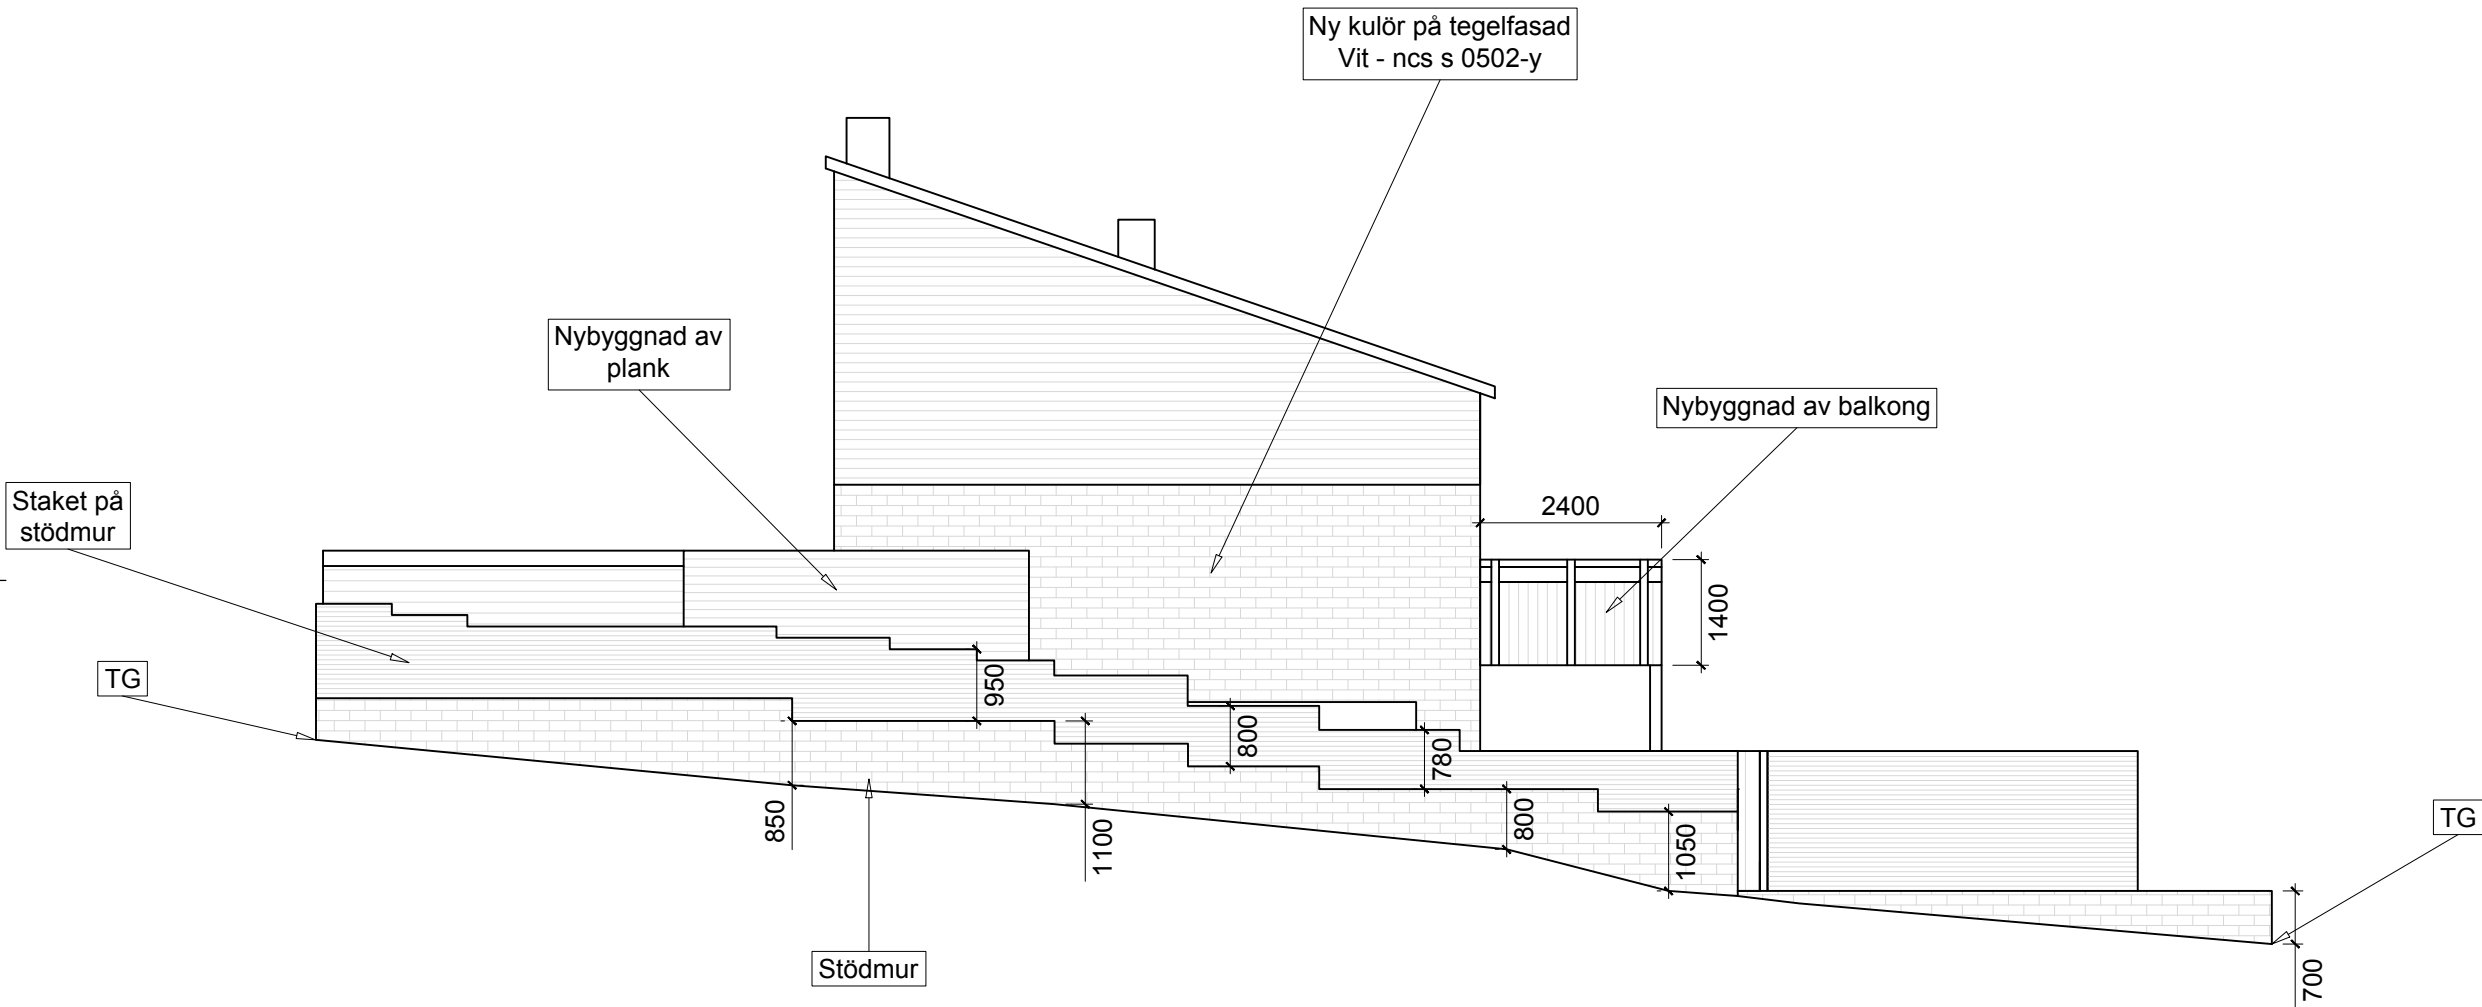 Ny kulör på tegelfasad
Vit - ncs s 0502-y
Nybyggnad av
plank
Nybyggnad av balkong
Staket på
stödmur
2400
1400
TG
950
800
780
850
1100
800
1050
TG
Stödmur
700